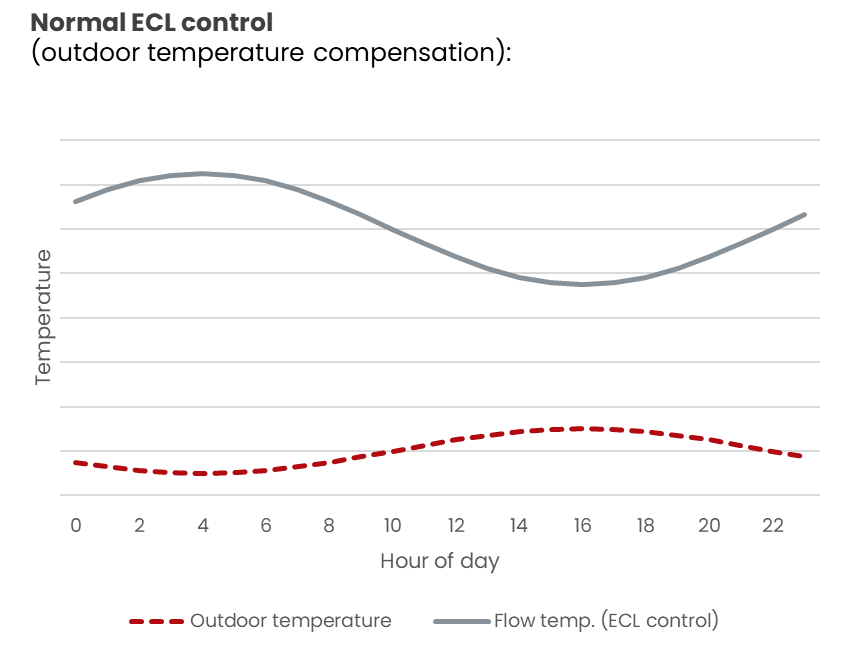 Normal ECL control
(outdoor temperature compensation):
Temperature
0 2 4 6 8 10 12 14 16 18 20 22
Hour of day
Outdoor temperature Flow temp. (ECL control)